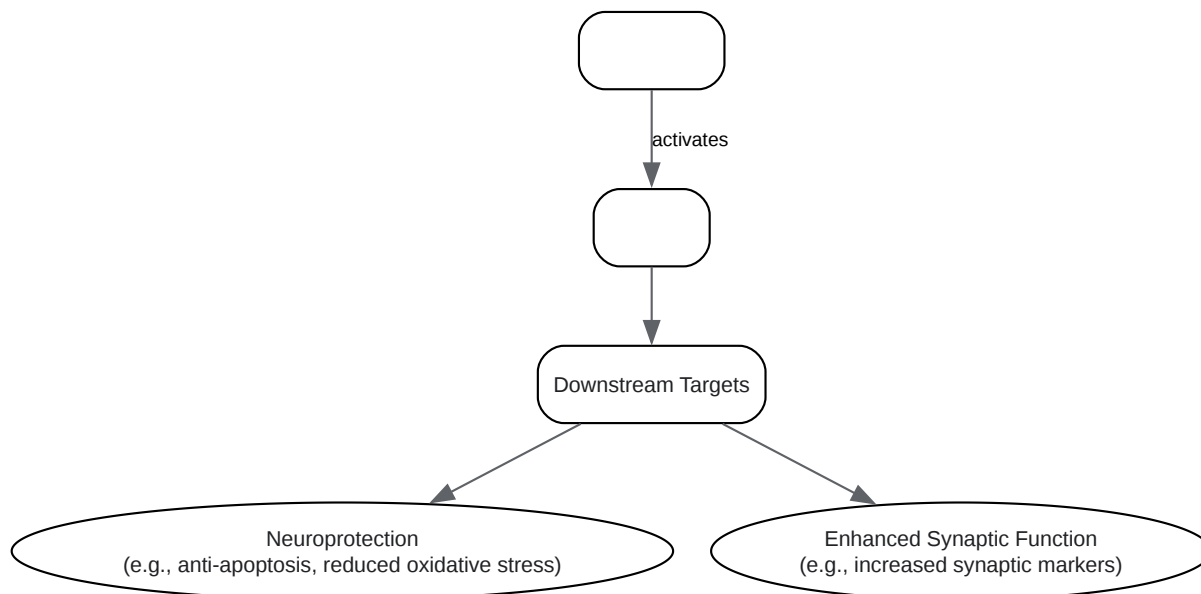 activates
Downstream Targets
Neuroprotection
(e.g., anti-apoptosis, reduced oxidative stress)
Enhanced Synaptic Function
(e.g., increased synaptic markers)